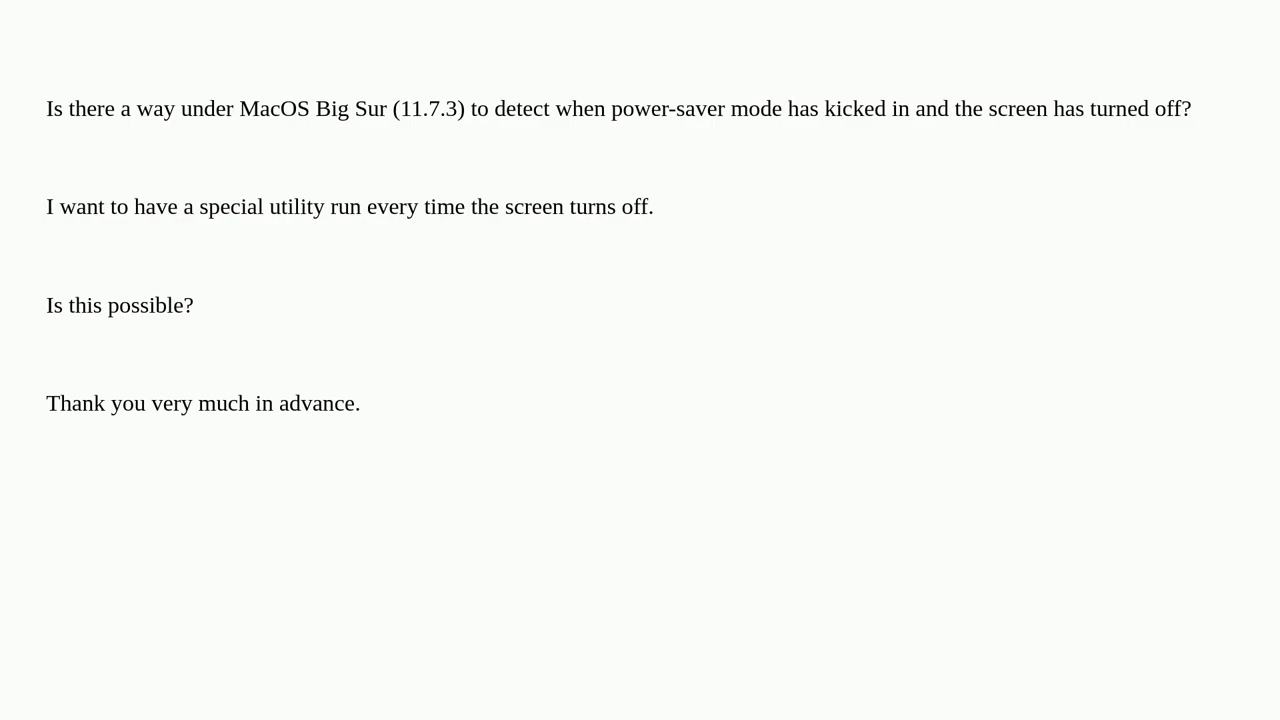 Is there a way under MacOS Big Sur (11.7.3) to detect when power-saver mode has kicked in and the screen has turned off?
I want to have a special utility run every time the screen turns off.
Is this possible?
Thank you very much in advance.